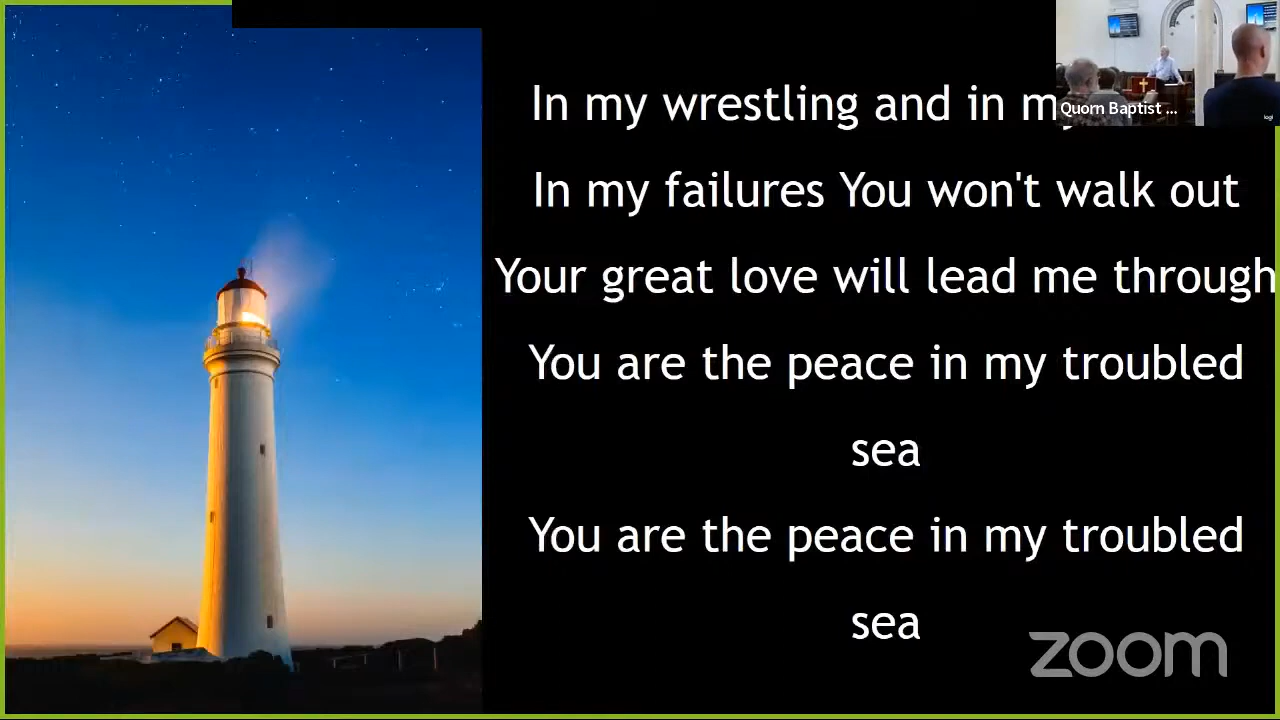 In my wrestling and in my
In my failures You won't walk out
Your great love will lead me through
You are the peace in my troubled
sea
You are the peace in my troubled
sea
Quorn Baptist ...
logi
zoom